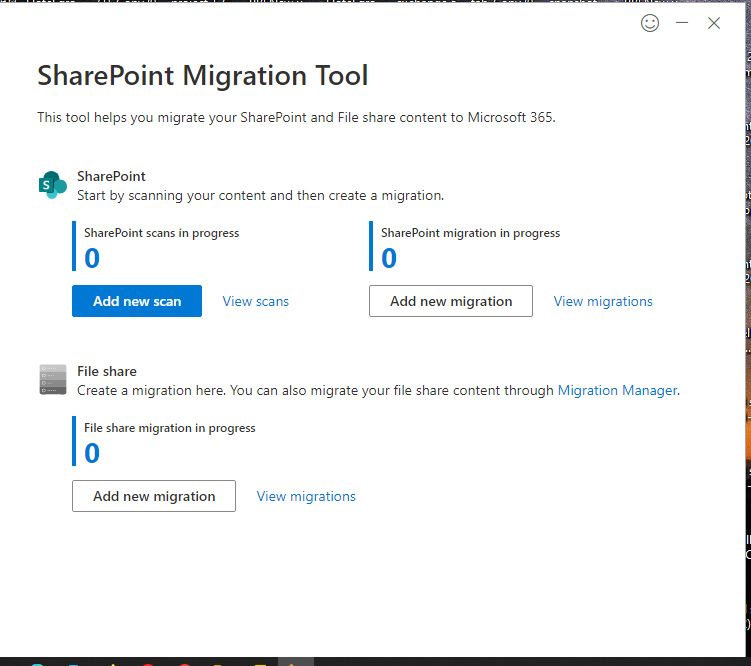 SharePoint Migration Tool
This tool helps you migrate your SharePoint and File share content to Microsoft 365.
SharePoint
Start by scanning your content and then create a migration.
SharePoint scans in progress
0
Add new scan
View scans
SharePoint migration in progress
0
Add new migration
View migrations
File share
Create a migration here. You can also migrate your file share content through Migration Manager.
File share migration in progress
0
Add new migration
View migrations